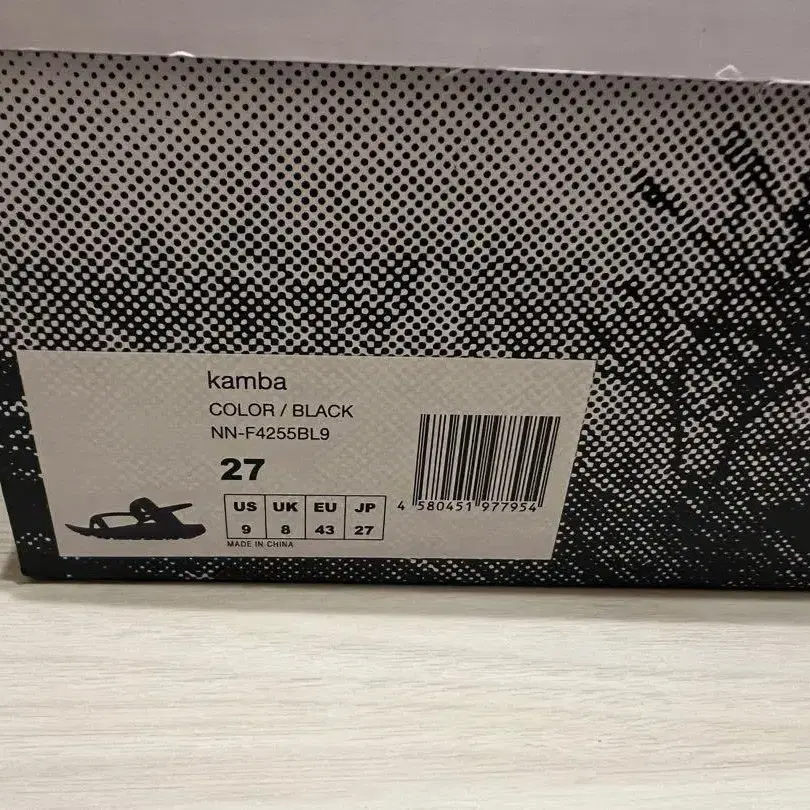 kamba
COLOR / BLACK
NN-F4255BL9
27
US UK EU JP
9 8 43 27
MADE IN CHINA
4 580451 977954